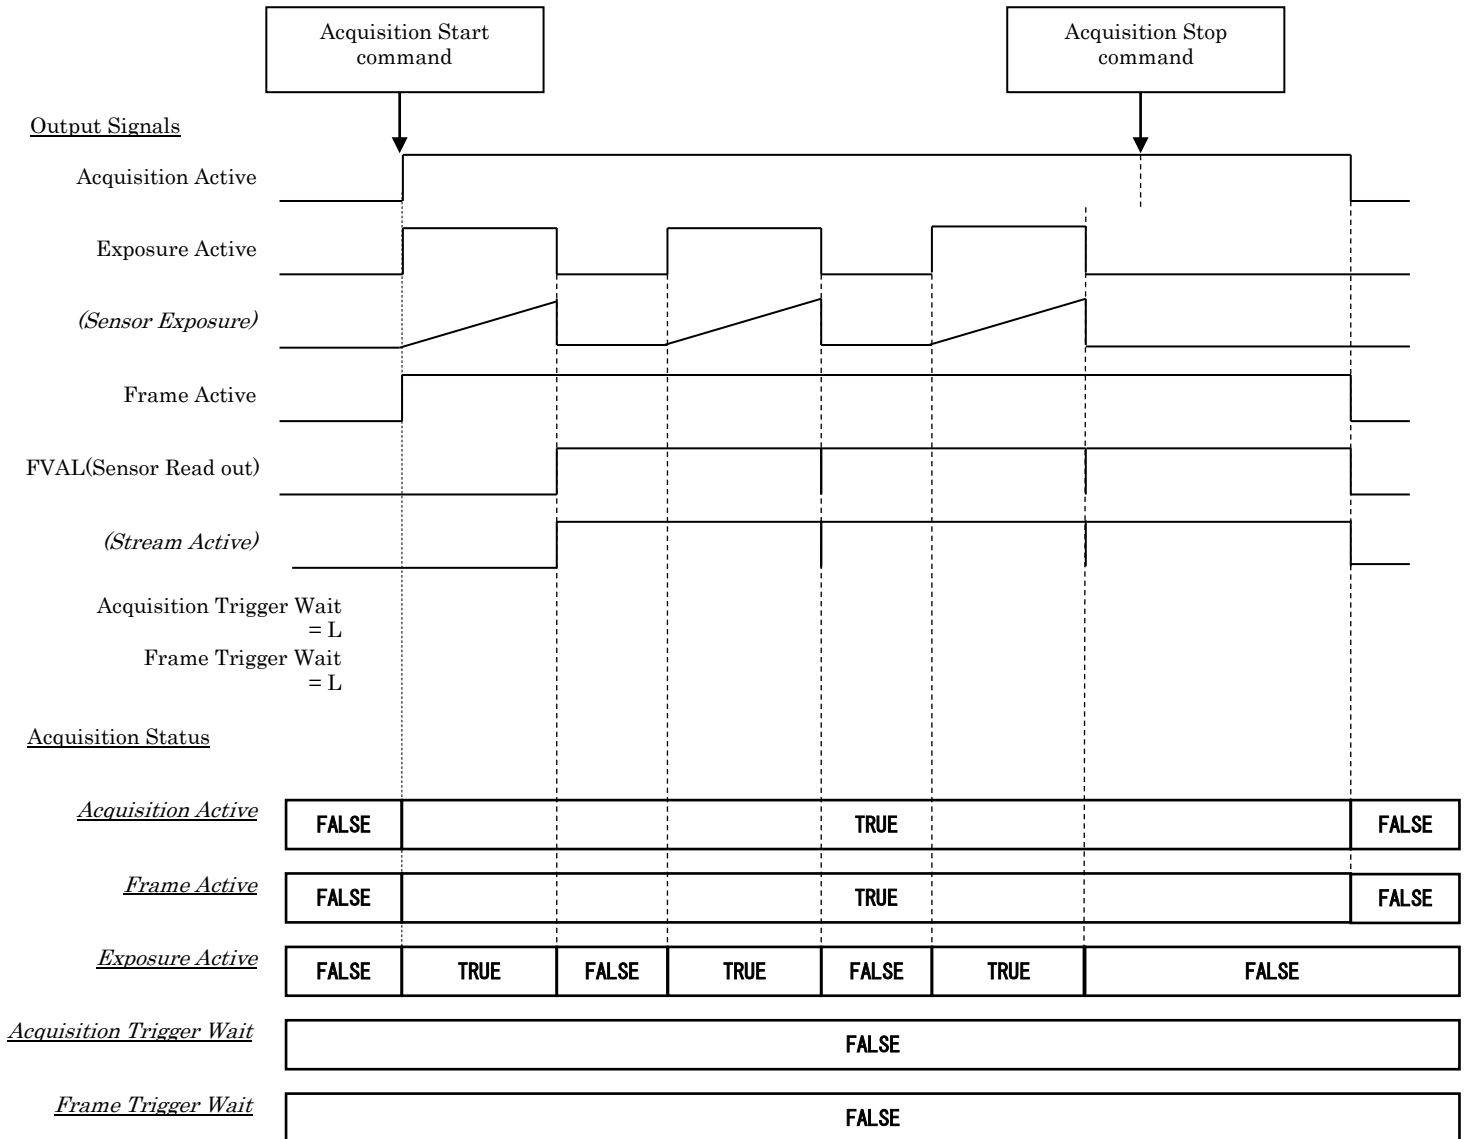 Acquisition Start
command
Acquisition Stop
command
Output Signals
Acquisition Active
Exposure Active
(Sensor Exposure)
Frame Active
FVAL(Sensor Read out)
(Stream Active)
Acquisition Trigger Wait
= L
Frame Trigger Wait
= L
Acquisition Status
Acquisition Active
FALSE TRUE FALSE
Frame Active
FALSE TRUE FALSE
Exposure Active
FALSE TRUE FALSE TRUE FALSE TRUE FALSE
Acquisition Trigger Wait
FALSE
Frame Trigger Wait
FALSE